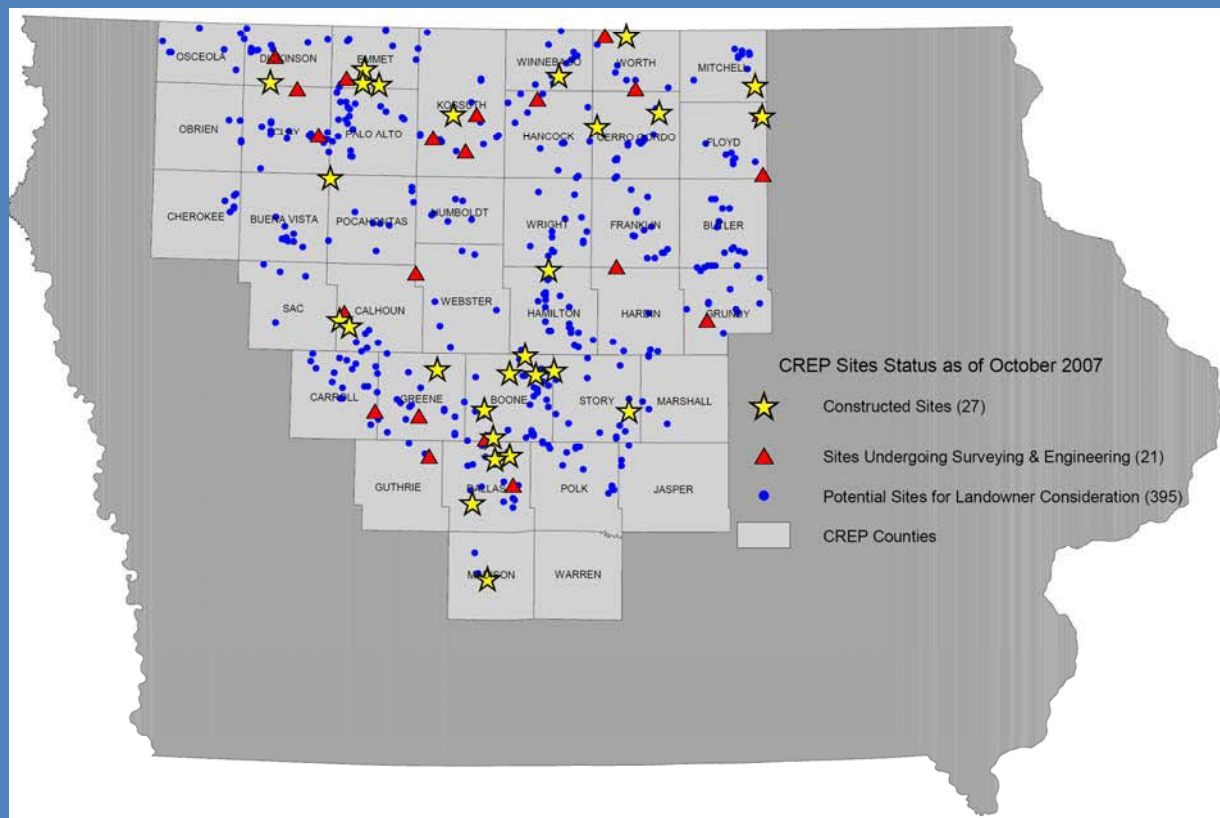 OSCEOLA
DICKINSON
EMMET
WINNEBAGO
WORTH
MITCHELL
KOSSUTH
OBRIEN
CLAY
PALO ALTO
HANCOCK
CERRO GORDO
FLOYD
CHEROKEE
BUENA VISTA
POCAHONTAS
HUMBOLDT
WRIGHT
FRANKLIN
BUTLER
SAC
CALHOUN
WEBSTER
HAMILTON
HARDIN
GRUNDY
CREP Sites Status as of October 2007
CARROLL
GREENE
BOONE
STORY
MARSHALL
Constructed Sites (27)
Sites Undergoing Surveying & Engineering (21)
GUTHRIE
DALLAS
POLK
JASPER
Potential Sites for Landowner Consideration (395)
CREP Counties
MADISON
WARREN